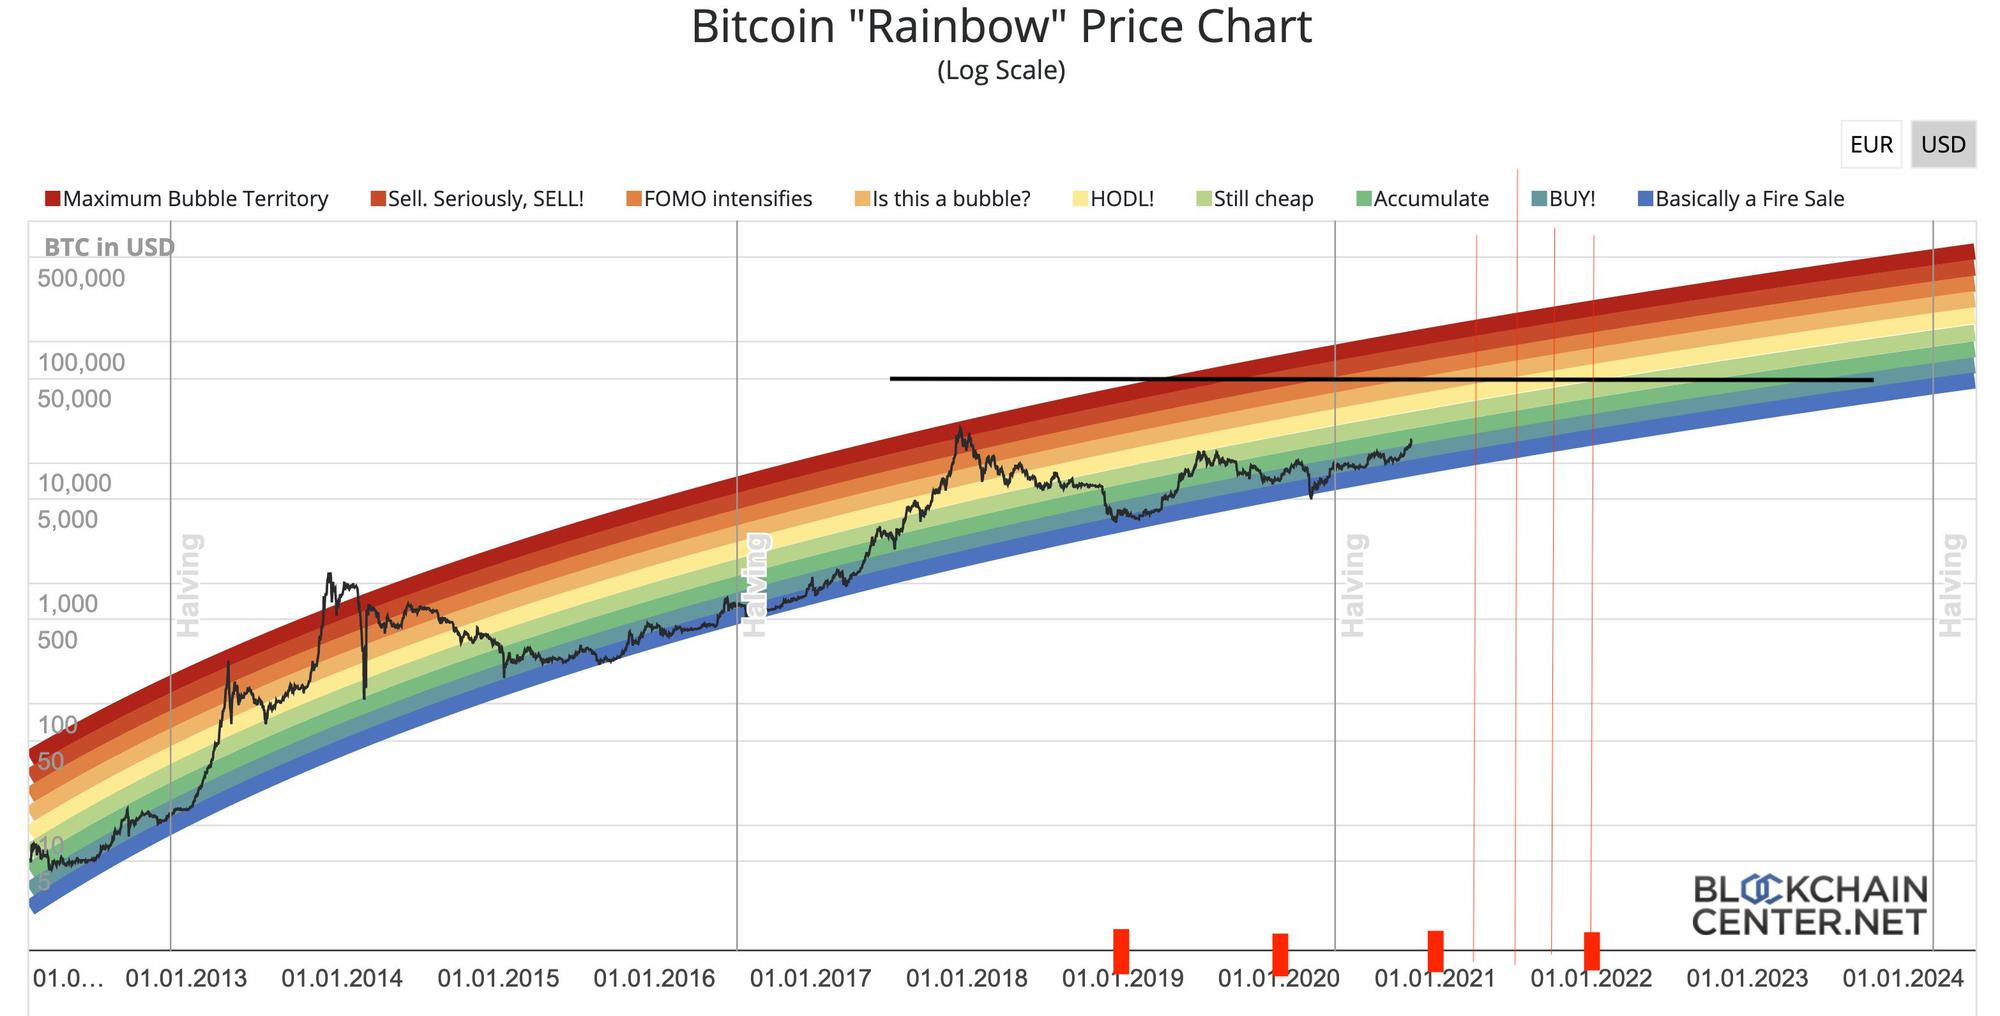 Bitcoin "Rainbow" Price Chart
(Log Scale)
EUR USD
Maximum Bubble Territory Sell. Seriously, SELL! FOMO intensifies Is this a bubble? HODL! Still cheap Accumulate BUY! Basically a Fire Sale
BTC in USD
500,000
100,000
50,000
10,000
5,000
1,000
500
100
50
10
5
Halving
Halving
Halving
Halving
BLOCKCHAIN
CENTER.NET
01.0... 01.01.2013 01.01.2014 01.01.2015 01.01.2016 01.01.2017 01.01.2018 01.01.2019 01.01.2020 01.01.2021 01.01.2022 01.01.2023 01.01.2024